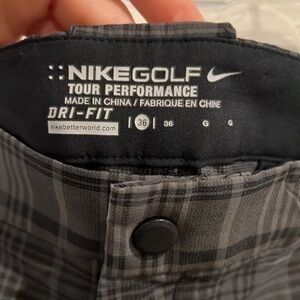 NIKEGOLF
TOUR PERFORMANCE
MADE IN CHINA / FABRIQUE EN CHINE
DRI-FIT
nikebetterworld.com | 36 | 36 G G